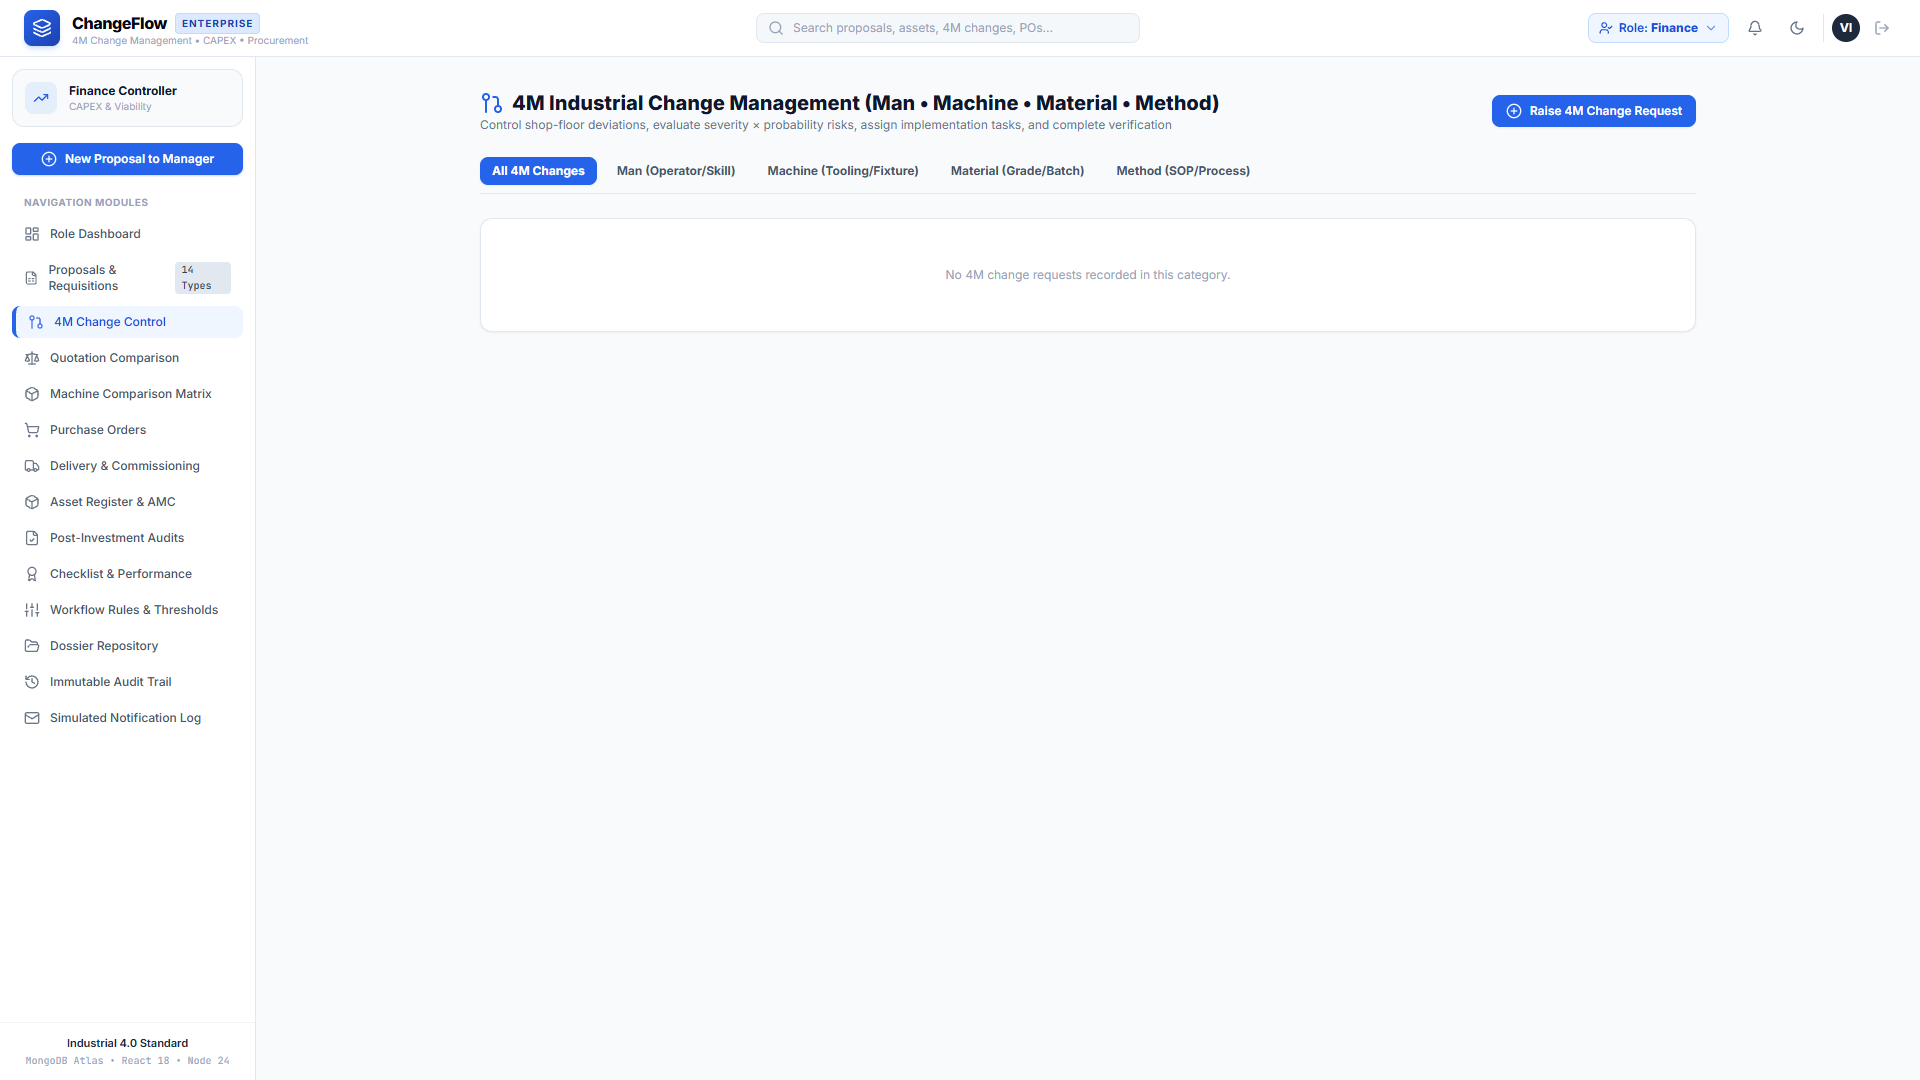 ChangeFlow ENTERPRISE
4M Change Management • CAPEX • Procurement
Search proposals, assets, 4M changes, POs...
Role: Finance
VI
Finance Controller
CAPEX & Viability
New Proposal to Manager
NAVIGATION MODULES
Role Dashboard
Proposals &
Requisitions
14
Types
4M Change Control
Quotation Comparison
Machine Comparison Matrix
Purchase Orders
Delivery & Commissioning
Asset Register & AMC
Post-Investment Audits
Checklist & Performance
Workflow Rules & Thresholds
Dossier Repository
Immutable Audit Trail
Simulated Notification Log
Industrial 4.0 Standard
MongoDB Atlas • React 18 • Node 24
4M Industrial Change Management (Man • Machine • Material • Method)
Control shop-floor deviations, evaluate severity × probability risks, assign implementation tasks, and complete verification
Raise 4M Change Request
All 4M Changes
Man (Operator/Skill)
Machine (Tooling/Fixture)
Material (Grade/Batch)
Method (SOP/Process)
No 4M change requests recorded in this category.